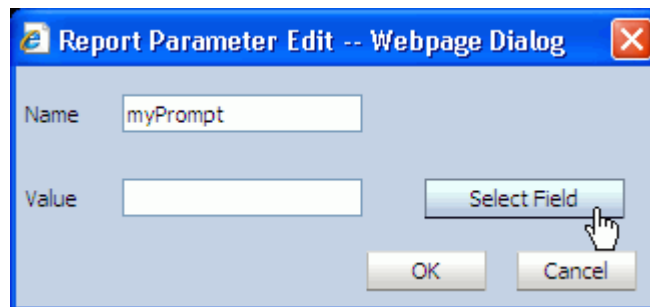 Report Parameter Edit -- Webpage Dialog
Name myPrompt
Value Select Field
OK Cancel